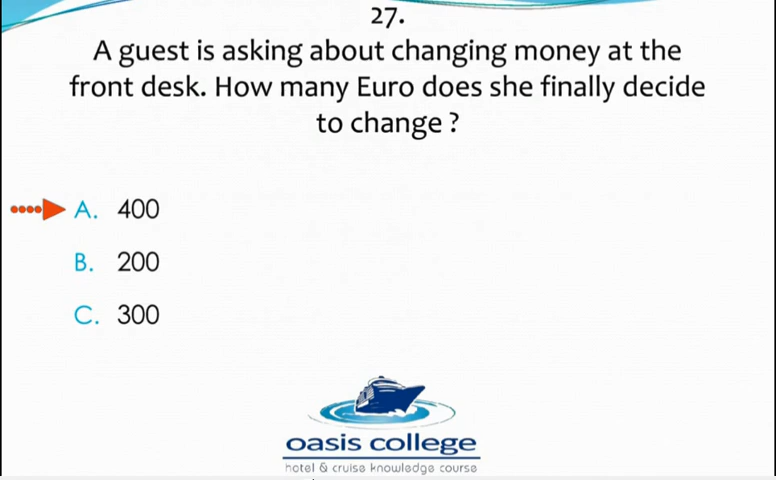 27.
A guest is asking about changing money at the
front desk. How many Euro does she finally decide
to change ?
A. 400
B. 200
C. 300
oasis college
hotel & cruise knowledge course